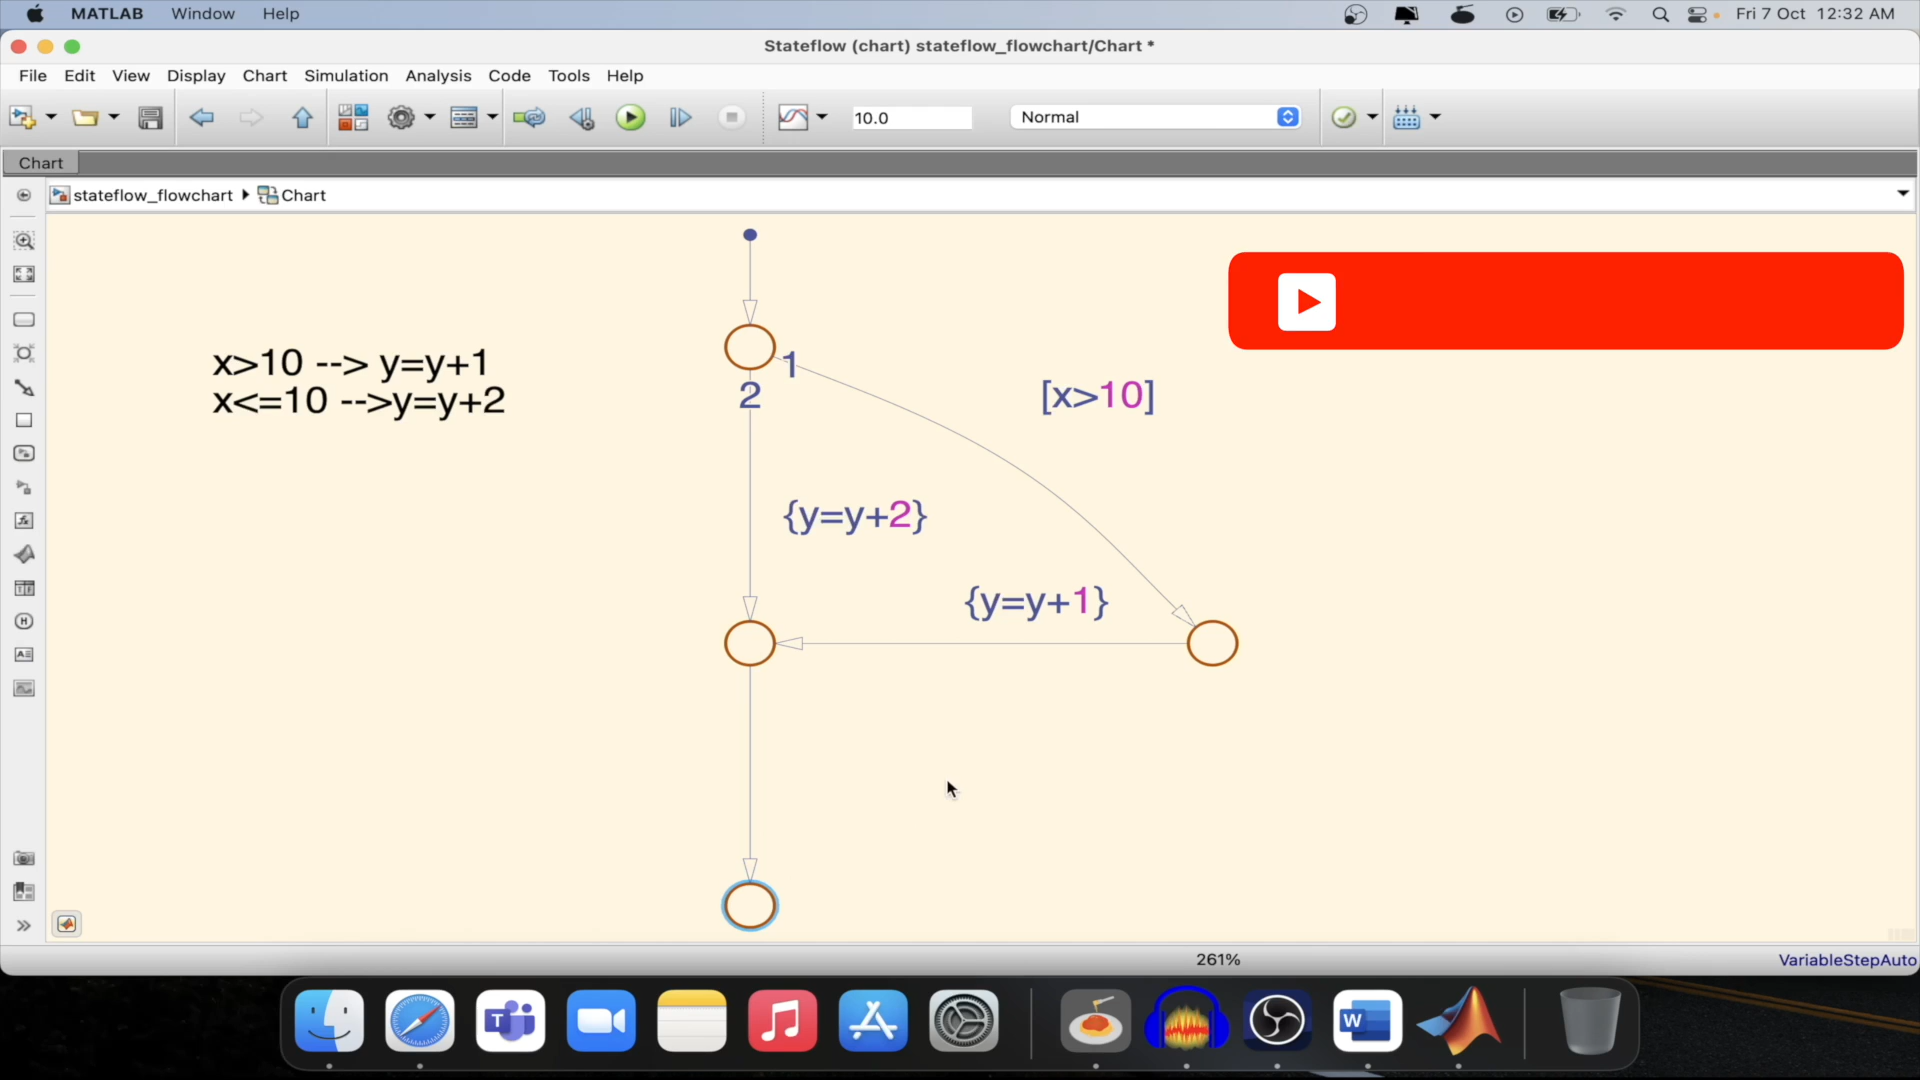 MATLAB Window Help
Fri 7 Oct 12:32 AM
Stateflow (chart) stateflow_flowchart/Chart *
File Edit View Display Chart Simulation Analysis Code Tools Help
10.0
Normal
Chart
stateflow_flowchart Chart
x>10 --> y=y+1
x<=10 -->y=y+2
1
2
[x>10]
{y=y+2}
{y=y+1}
261%
VariableStepAuto